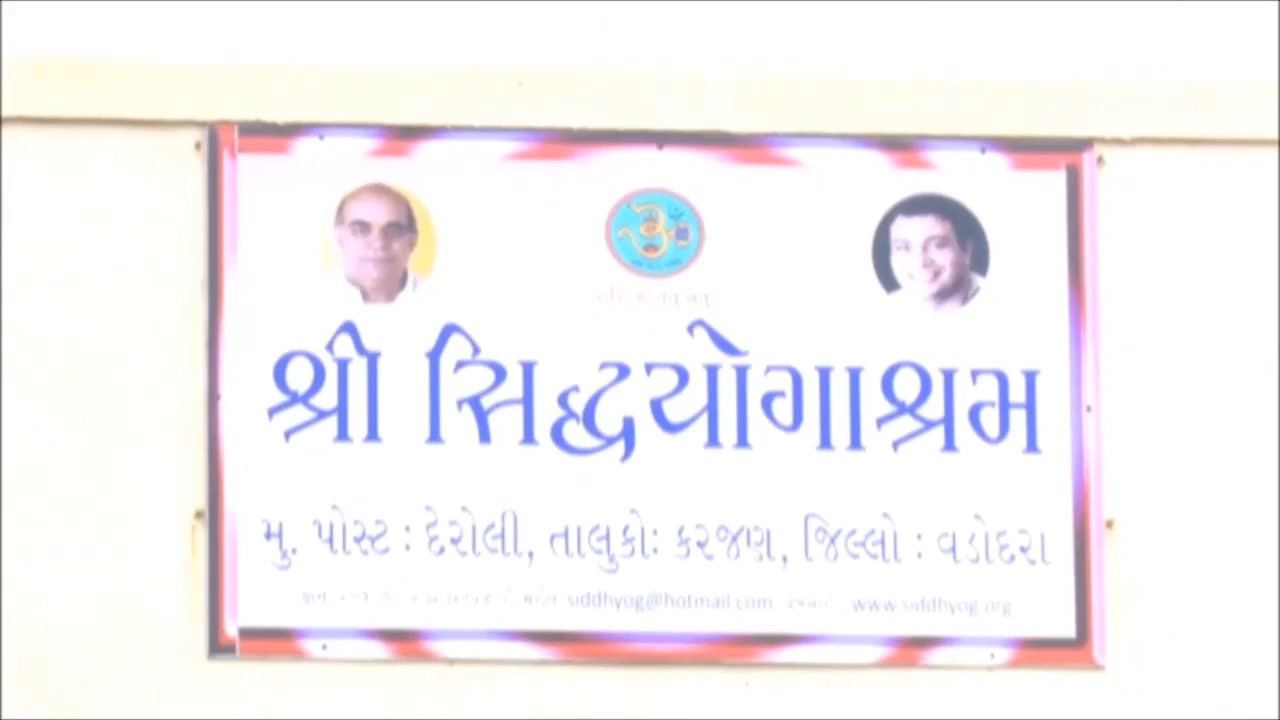 શ્રી સિદ્ધયોગાશ્રમ
મુ. પોસ્ટ : દેરોલી, તાલુકો: કરજણ, જિલ્લો : વડોદરા
siddhyog@hotmail.com www.siddhyog.org